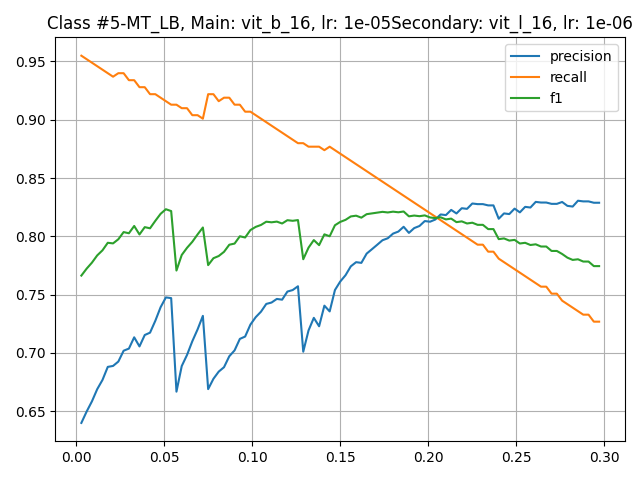 Class #5-MT_LB, Main: vit_b_16, lr: 1e-05Secondary: vit_l_16, lr: 1e-06
precision
recall
f1
0.95
0.90
0.85
0.80
0.75
0.70
0.65
0.00 0.05 0.10 0.15 0.20 0.25 0.30